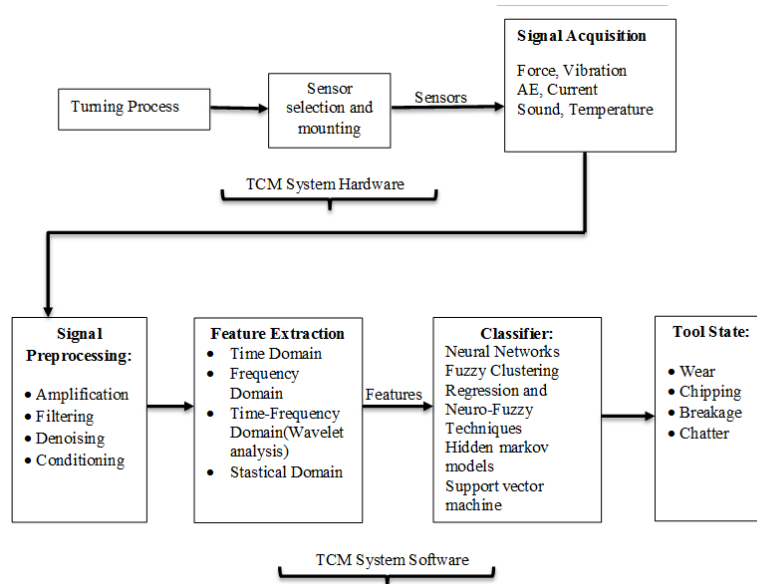 Turning Process
Sensor
selection and
mounting
Sensors
Signal Acquisition
Force, Vibration
AE, Current
Sound, Temperature
TCM System Hardware
Signal
Preprocessing:
• Amplification
• Filtering
• Denoising
• Conditioning
Feature Extraction
• Time Domain
• Frequency
Domain
• Time-Frequency
Domain(Wavelet
analysis)
• Stastical Domain
Features
Classifier:
Neural Networks
Fuzzy Clustering
Regression and
Neuro-Fuzzy
Techniques
Hidden markov
models
Support vector
machine
Tool State:
• Wear
• Chipping
• Breakage
• Chatter
TCM System Software